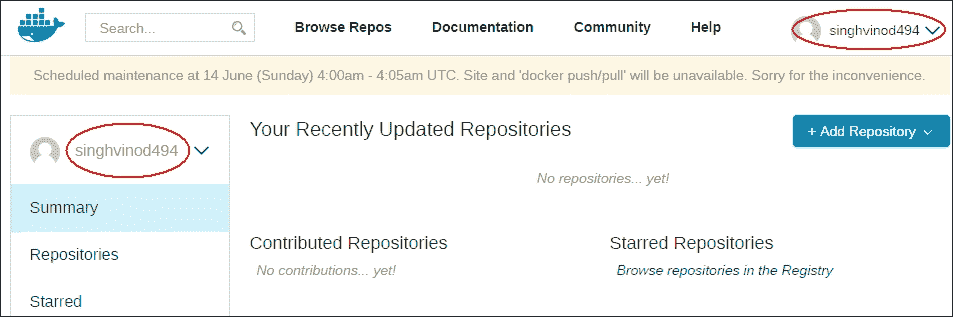 Search... Browse Repos Documentation Community Help singhvinod494
Scheduled maintenance at 14 June (Sunday) 4:00am - 4:05am UTC. Site and 'docker push/pull' will be unavailable. Sorry for the inconvenience.
singhvinod494
Summary
Repositories
Starred
Your Recently Updated Repositories
+ Add Repository
No repositories... yet!
Contributed Repositories
No contributions... yet!
Starred Repositories
Browse repositories in the Registry